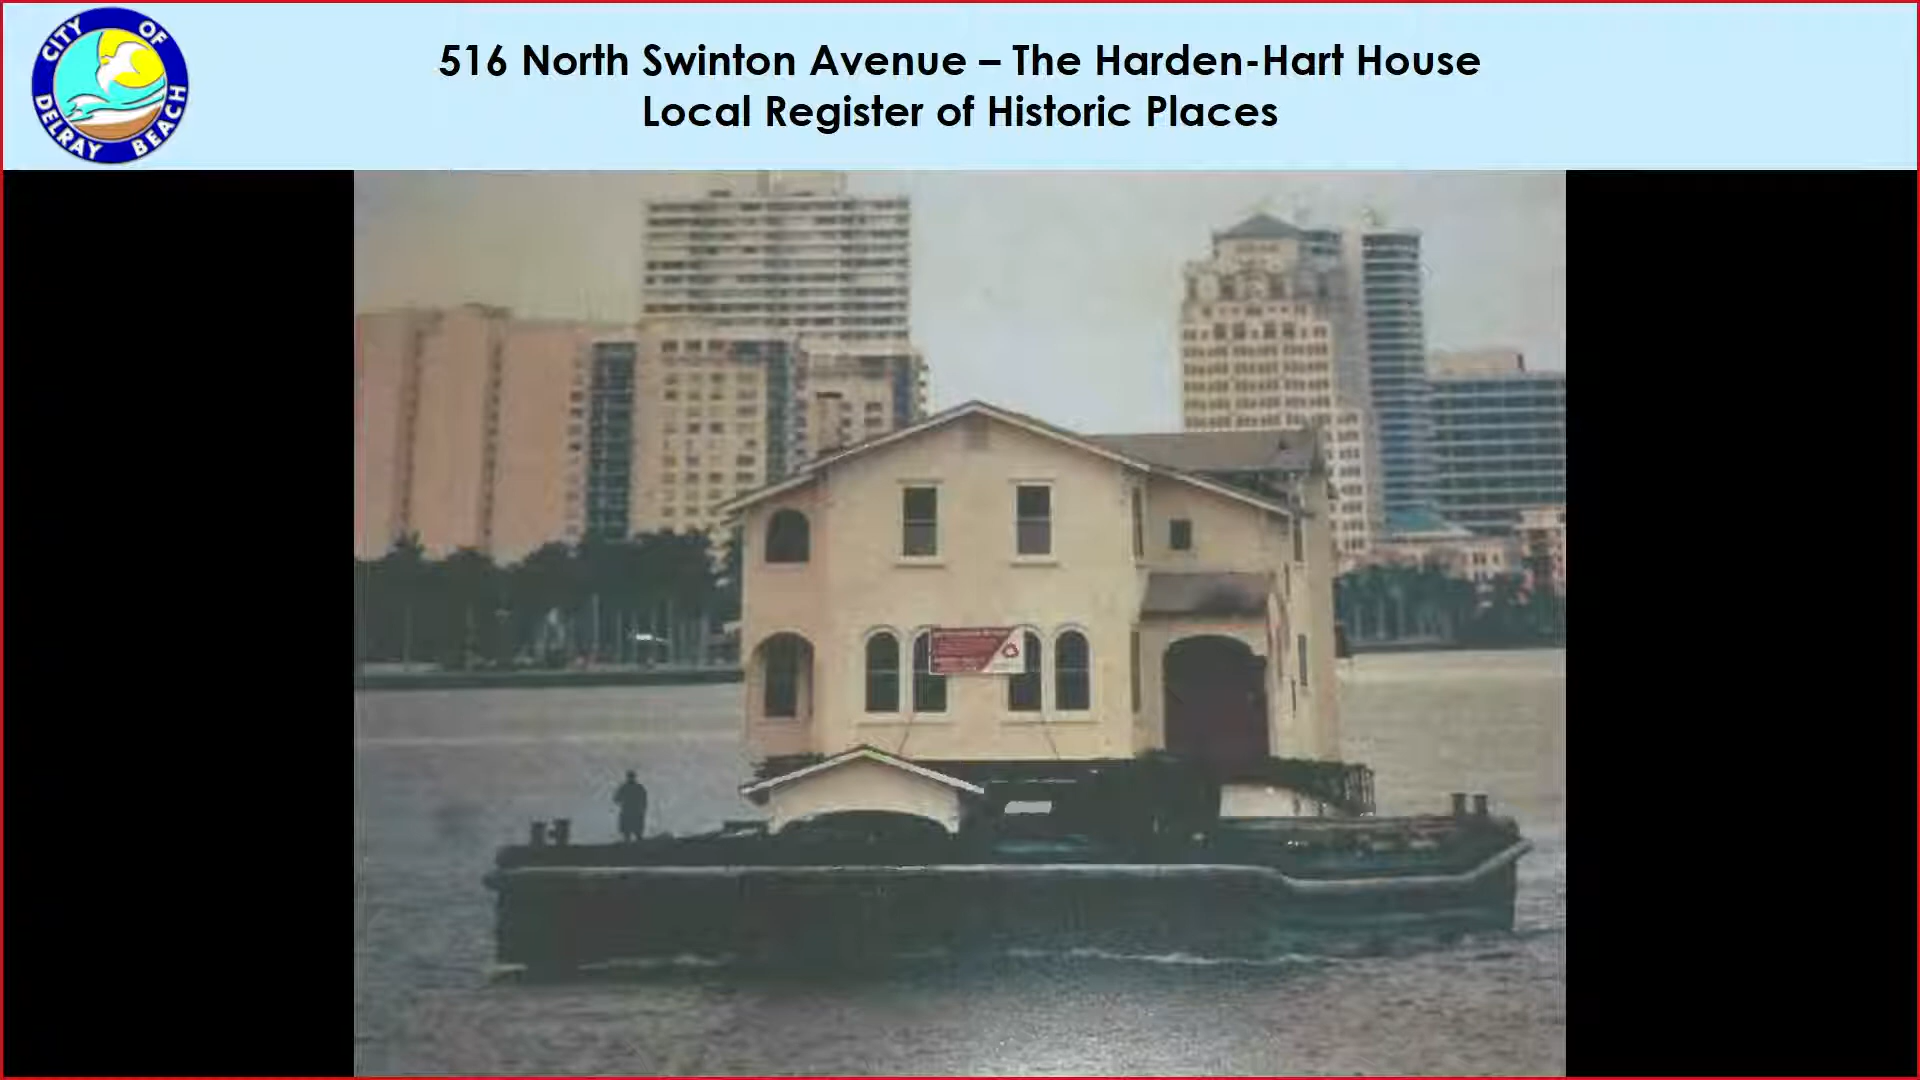 CITY OF
DELRAY BEACH
516 North Swinton Avenue – The Harden-Hart House
Local Register of Historic Places